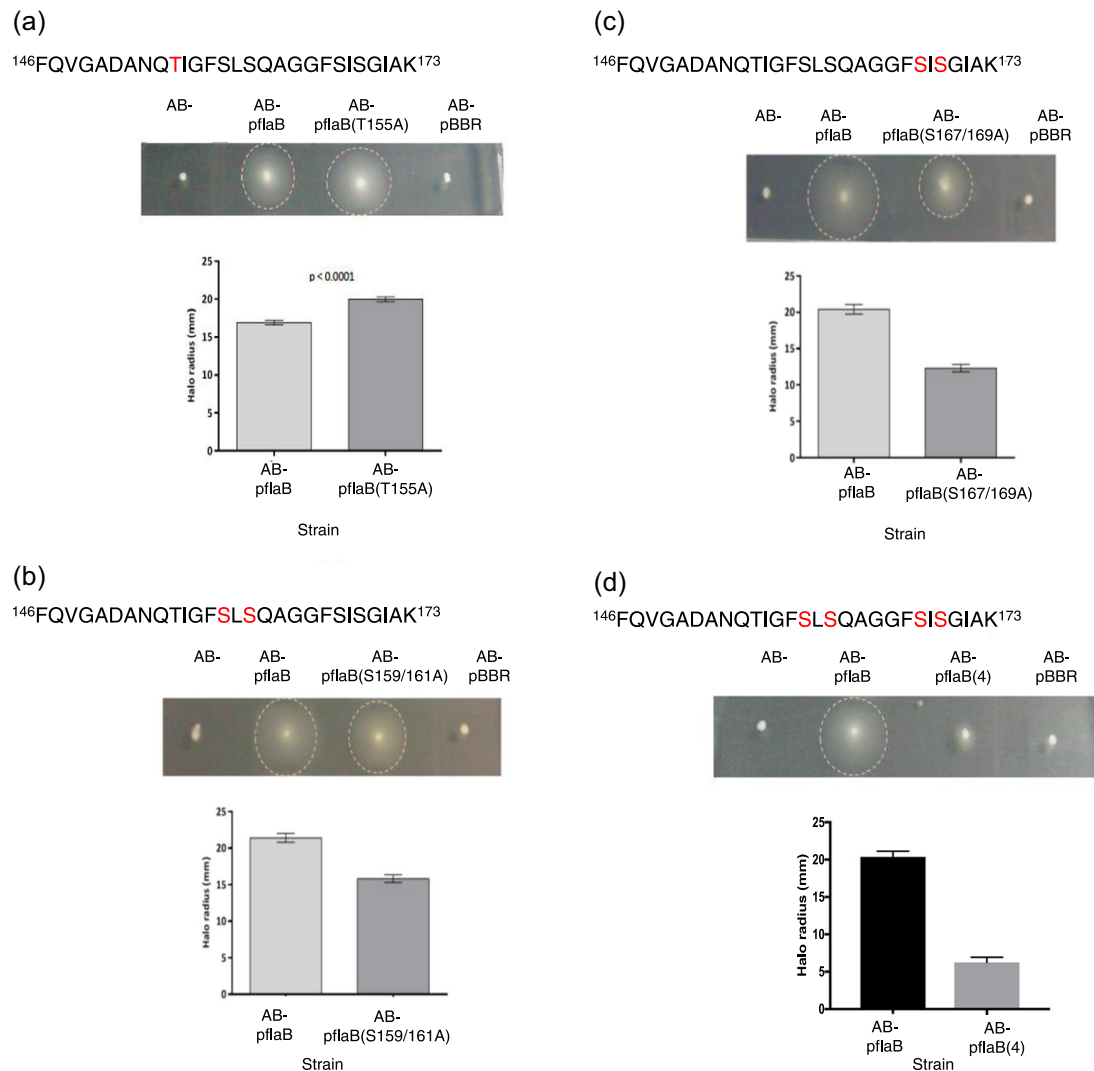 (a)
146FQVGADANQTIGFSLSQAGGFSISGIAK173
AB-
AB-
pflaB
AB-
pflaB(T155A)
AB-
pBBR
p < 0.0001
Halo radius (mm)
25
20
15
10
5
0
AB-
pflaB
AB-
pflaB(T155A)
Strain
(b)
146FQVGADANQTIGFSLSQAGGFSISGIAK173
AB-
AB-
pflaB
AB-
pflaB(S159/161A)
AB-
pBBR
Halo radius (mm)
25
20
15
10
5
0
AB-
pflaB
AB-
pflaB(S159/161A)
Strain
(c)
146FQVGADANQTIGFSLSQAGGFSISGIAK173
AB-
AB-
pflaB
AB-
pflaB(S167/169A)
AB-
pBBR
Halo radius (mm)
25
20
15
10
5
0
AB-
pflaB
AB-
pflaB(S167/169A)
Strain
(d)
146FQVGADANQTIGFSLSQAGGFSISGIAK173
AB-
AB-
pflaB
AB-
pflaB(4)
AB-
pBBR
Halo radius (mm)
25
20
15
10
5
0
AB-
pflaB
AB-
pflaB(4)
Strain